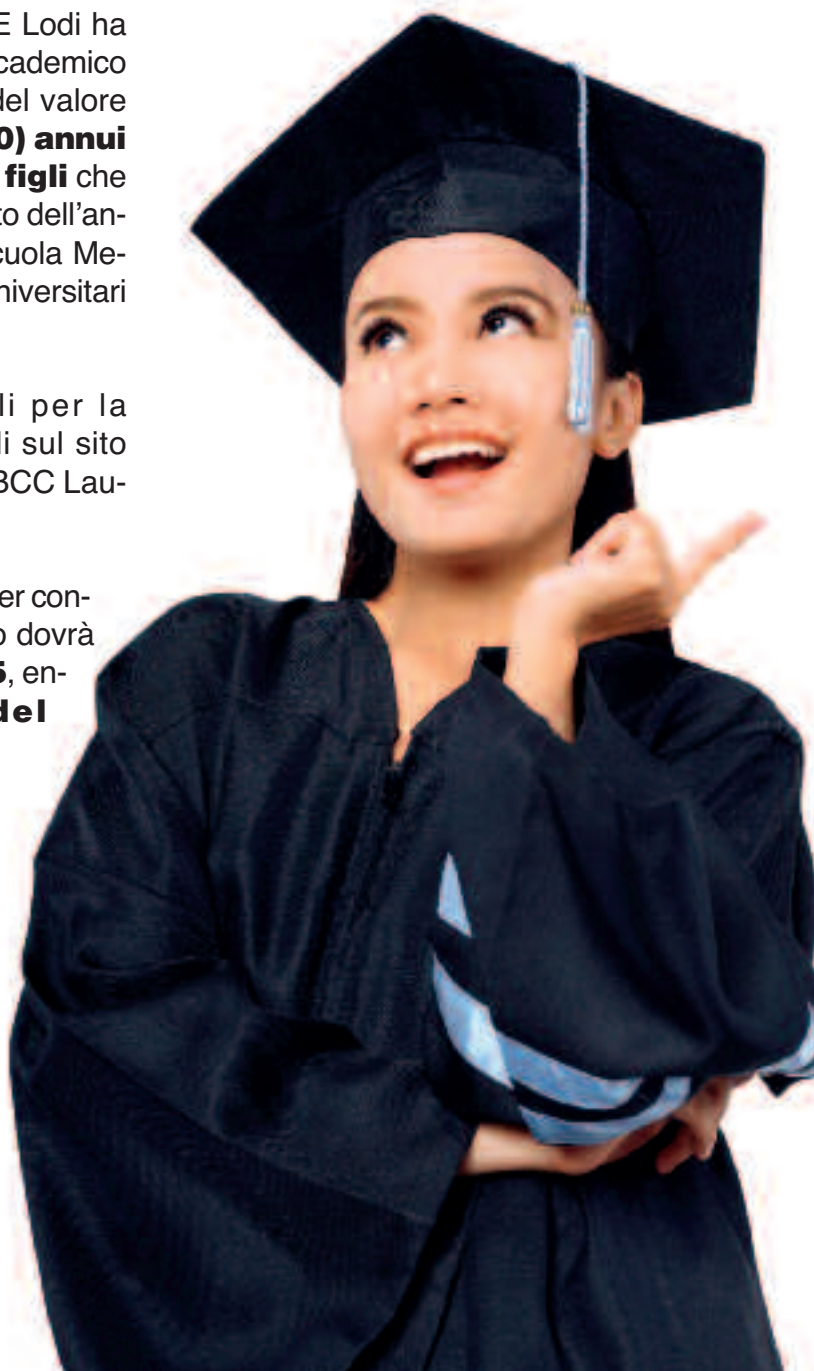 E Lodi ha
cademico
del valore
0) annui
figli che
to dell'an-
cuola Me-
niversitari
li per la
li sul sito
BCC Lau-
er con-
o dovrà
5, en-
del